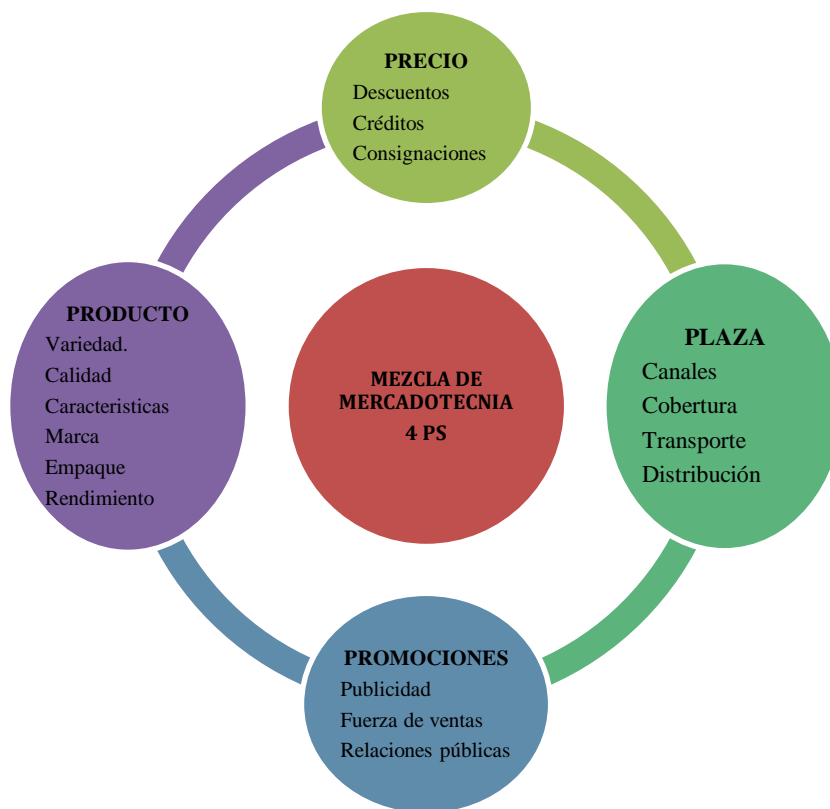 PRECIO
Descuentos
Créditos
Consignaciones
PRODUCTO
Variedad.
Calidad
Caracteristicas
Marca
Empaque
Rendimiento
MEZCLA DE
MERCADOTECNIA
4 PS
PLAZA
Canales
Cobertura
Transporte
Distribución
PROMOCIONES
Publicidad
Fuerza de ventas
Relaciones públicas